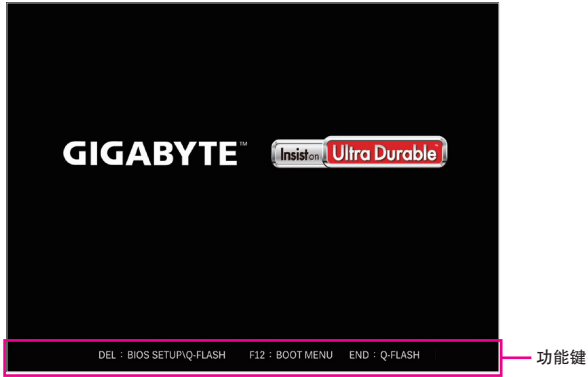 GIGABYTE™ Insist on Ultra Durable™
DEL : BIOS SETUP\Q-FLASH F12 : BOOT MENU END : Q-FLASH
功能键